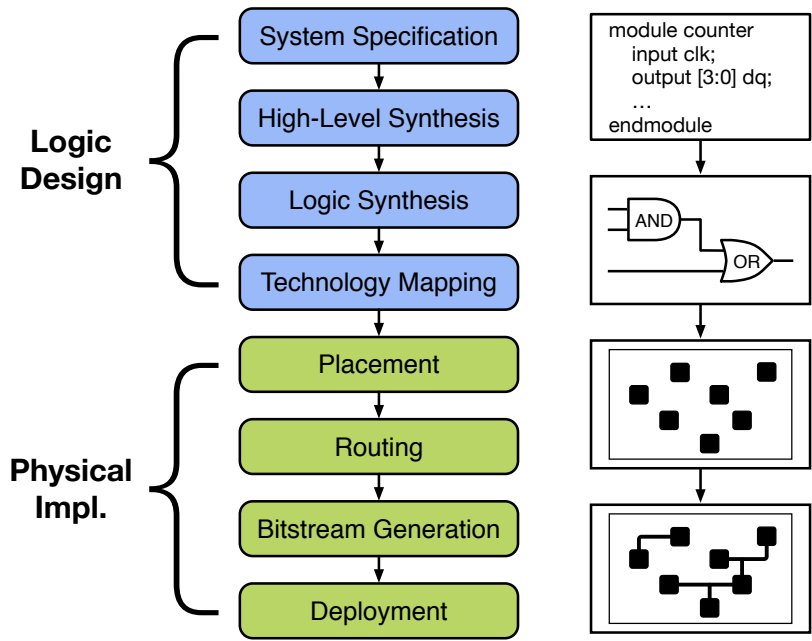 Logic
Design
Physical
Impl.
System Specification
High-Level Synthesis
Logic Synthesis
Technology Mapping
Placement
Routing
Bitstream Generation
Deployment
module counter
input clk;
output [3:0] dq;
...
endmodule
AND
OR